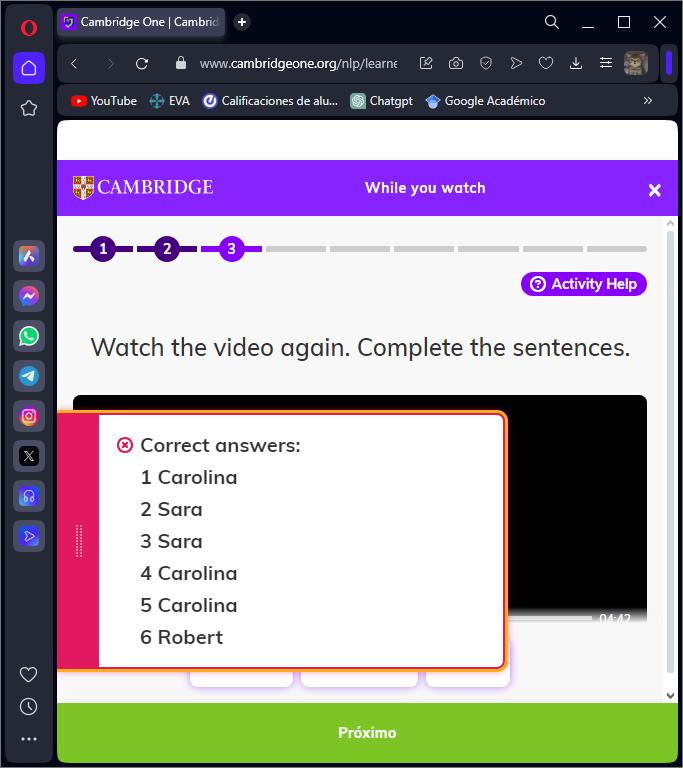 Cambridge One | Cambrid
www.cambridgeone.org/nlp/learne
YouTube
EVA
Calificaciones de alu...
Chatgpt
Google Académico
CAMBRIDGE
While you watch
1
2
3
Activity Help
Watch the video again. Complete the sentences.
Correct answers:
1 Carolina
2 Sara
3 Sara
4 Carolina
5 Carolina
6 Robert
04:42
Próximo